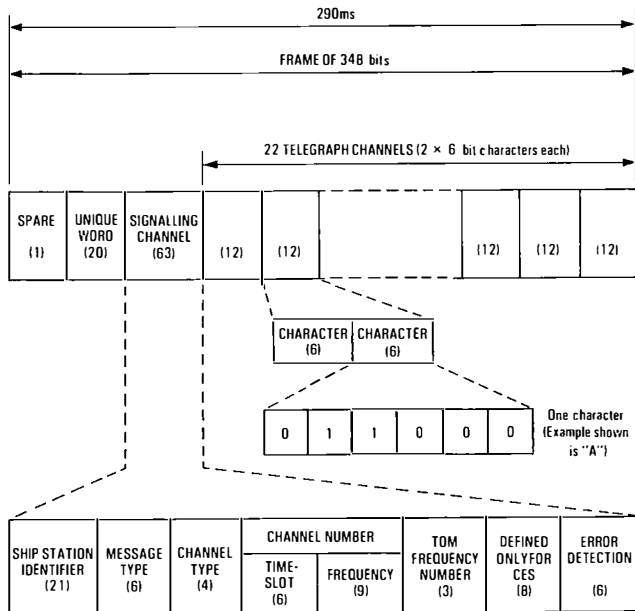 290ms
FRAME OF 348 bits
22 TELEGRAPH CHANNELS (2 × 6 bit characters each)
SPARE
(1)
UNIQUE
WORD
(20)
SIGNALLING
CHANNEL
(63)
(12)
(12)
(12)
(12)
(12)
CHARACTER
(6)
CHARACTER
(6)
0 1 1 0 0 0
One character
(Example shown
is "A")
SHIP STATION
IDENTIFIER
(21)
MESSAGE
TYPE
(6)
CHANNEL
TYPE
(4)
CHANNEL NUMBER
TIME-
SLOT
(6)
FREQUENCY
(9)
TOM
FREQUENCY
NUMBER
(3)
DEFINED
ONLYFOR
CES
(8)
ERROR
DETECTION
(6)